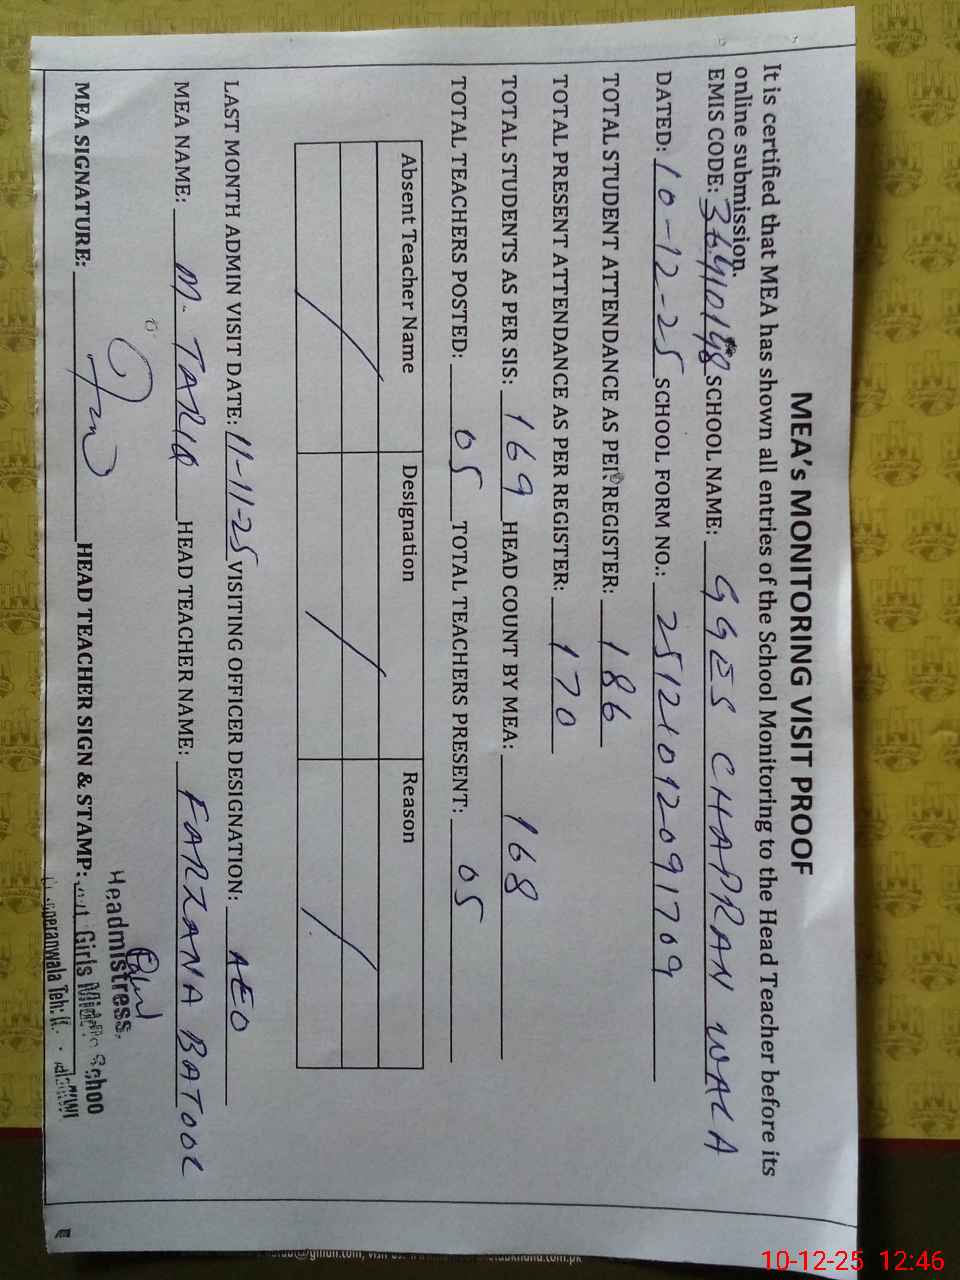 MEA's MONITORING VISIT PROOF
It is certified that MEA has shown all entries of the School Monitoring to the Head Teacher before its
online submission.
EMIS CODE: 36410148 SCHOOL NAME: GGES CHAPRAN WALA
DATED: 10-12-25 SCHOOL FORM NO.: 25121012091709
TOTAL STUDENT ATTENDANCE AS PER REGISTER: 186
TOTAL PRESENT ATTENDANCE AS PER REGISTER: 170
TOTAL STUDENTS AS PER SIS: 169 HEAD COUNT BY MEA: 168
TOTAL TEACHERS POSTED: 05 TOTAL TEACHERS PRESENT: 05
Absent Teacher Name Designation Reason
LAST MONTH ADMIN VISIT DATE: 11-11-25 VISITING OFFICER DESIGNATION: AEO
MEA NAME: M. TARIQ HEAD TEACHER NAME: FARZANA BATOOL
MEA SIGNATURE: HEAD TEACHER SIGN & STAMP:
Headmistress.
Girls Middle Schoo
Teh:
10-12-25 12:46